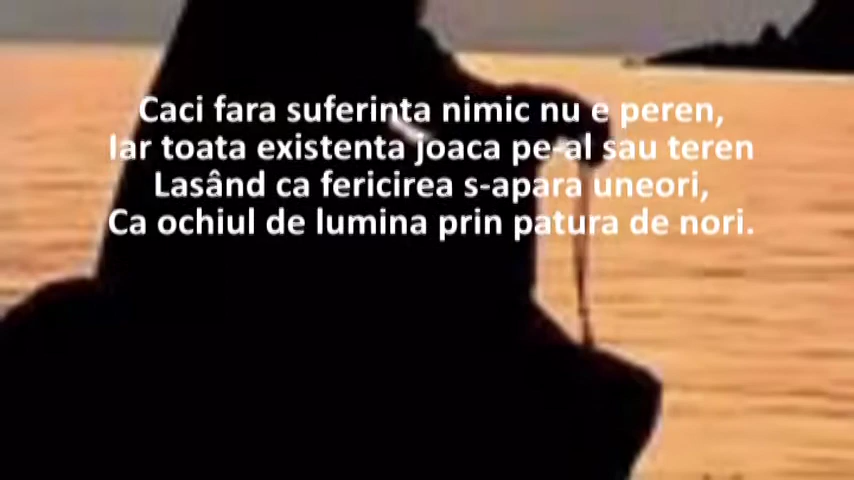 Caci fara suferinta nimic nu e peren,
Iar toata existenta joaca pe-al sau teren
Lasând ca fericirea s-apara uneori,
Ca ochiul de lumina prin patura de nori.